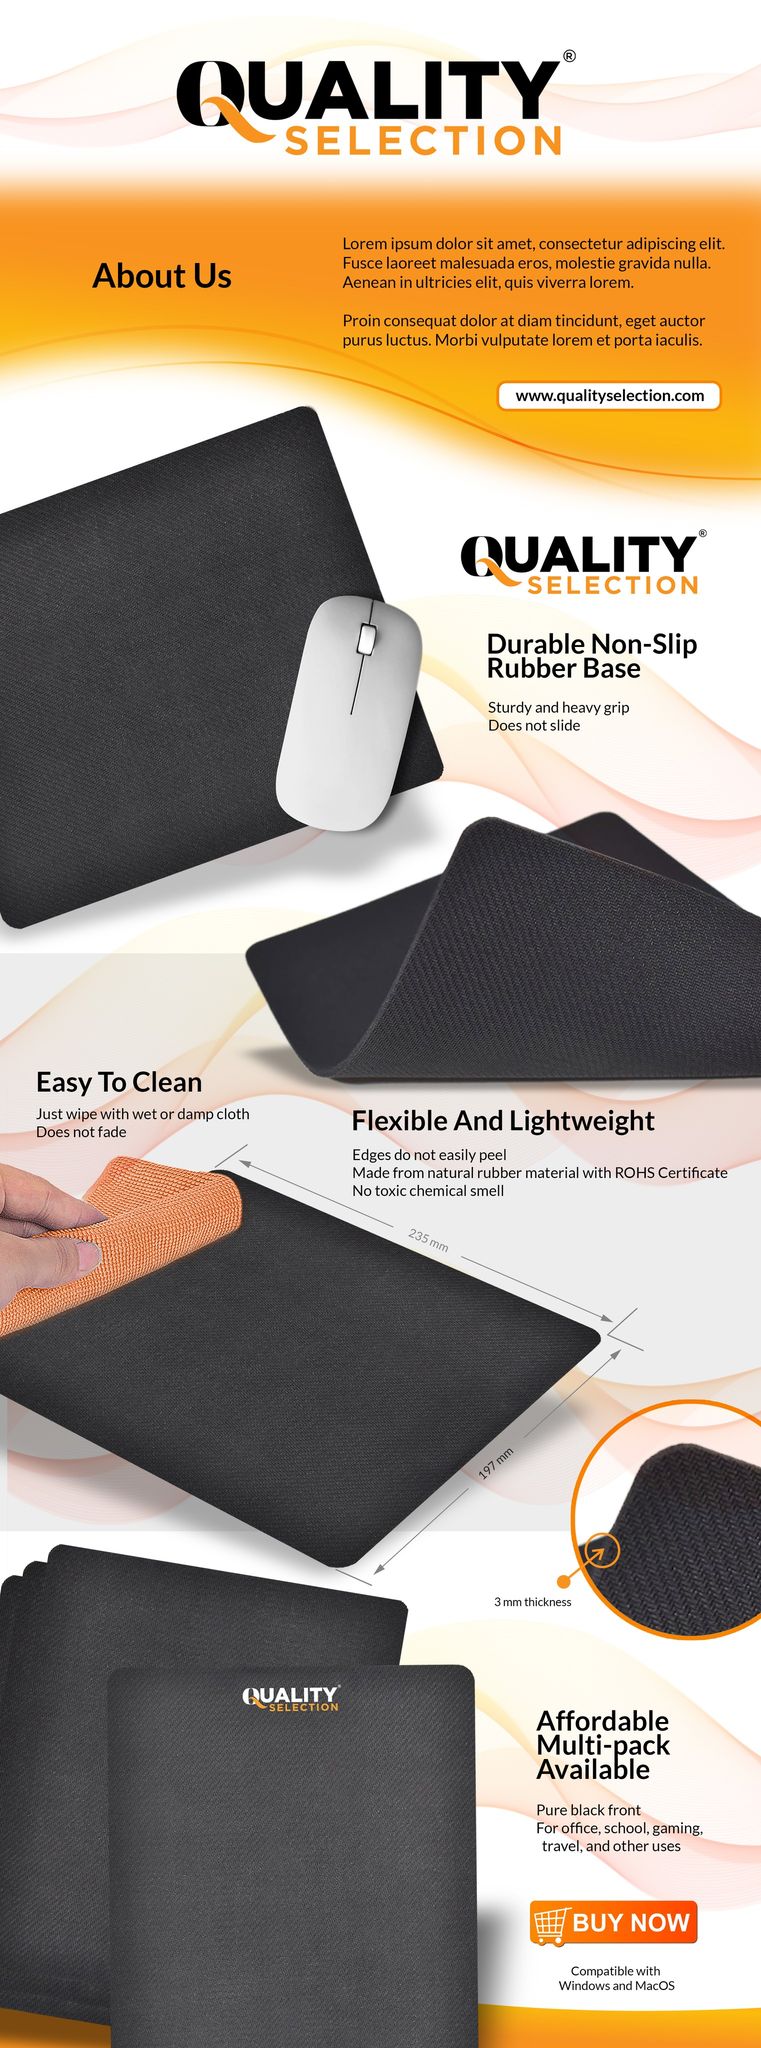 QUALITY®
SELECTION
About Us
Lorem ipsum dolor sit amet, consectetur adipiscing elit.
Fusce laoreet malesuada eros, molestie gravida nulla.
Aenean in ultricies elit, quis viverra lorem.
Proin consequat dolor at diam tincidunt, eget auctor
purus luctus. Morbi vulputate lorem et porta iaculis.
www.qualityselection.com
QUALITY®
SELECTION
Durable Non-Slip
Rubber Base
Sturdy and heavy grip
Does not slide
Easy To Clean
Just wipe with wet or damp cloth
Does not fade
Flexible And Lightweight
Edges do not easily peel
Made from natural rubber material with ROHS Certificate
No toxic chemical smell
235 mm
197 mm
3 mm thickness
QUALITY®
SELECTION
Affordable
Multi-pack
Available
Pure black front
For office, school, gaming,
travel, and other uses
BUY NOW
Compatible with
Windows and MacOS